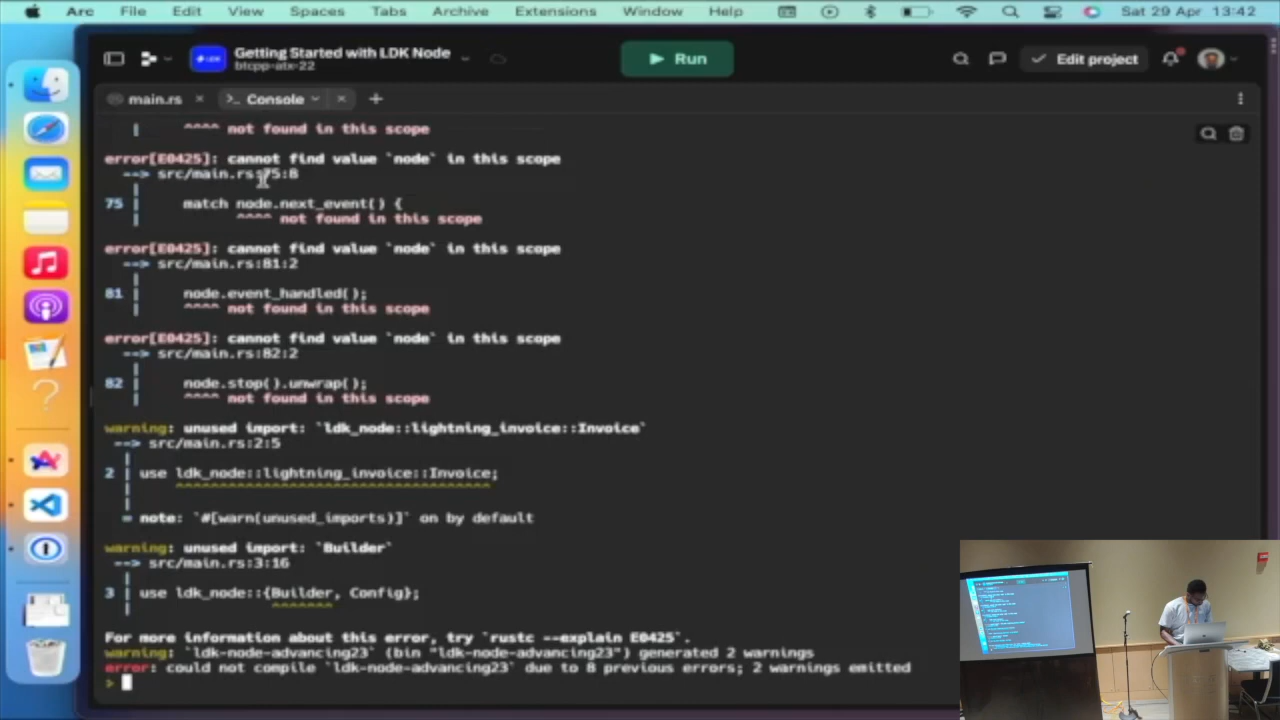 Arc File Edit View Spaces Tabs Archive Extensions Window Help Sat 29 Apr 13:42
Getting Started with LDK Node
btcpp-atx-22
Run
Edit project
main.rs
Console
| ^^^^ not found in this scope
error[E0425]: cannot find value `node` in this scope
--> src/main.rs:75:8
|
75 | match node.next_event() {
| ^^^^ not found in this scope
error[E0425]: cannot find value `node` in this scope
--> src/main.rs:81:2
|
81 | node.event_handled();
| ^^^^ not found in this scope
error[E0425]: cannot find value `node` in this scope
--> src/main.rs:82:2
|
82 | node.stop().unwrap();
| ^^^^ not found in this scope
warning: unused import: `ldk_node::lightning_invoice::Invoice`
--> src/main.rs:2:5
|
2 | use ldk_node::lightning_invoice::Invoice;
| ^^^^^^^^^^^^^^^^^^^^^^^^^^^^^^^^^^^^
|
= note: `#[warn(unused_imports)]` on by default
warning: unused import: `Builder`
--> src/main.rs:3:16
|
3 | use ldk_node::{Builder, Config};
| ^^^^^^^
For more information about this error, try `rustc --explain E0425`.
warning: `ldk-node-advancing23` (bin "ldk-node-advancing23") generated 2 warnings
error: could not compile `ldk-node-advancing23` due to 8 previous errors; 2 warnings emitted
>